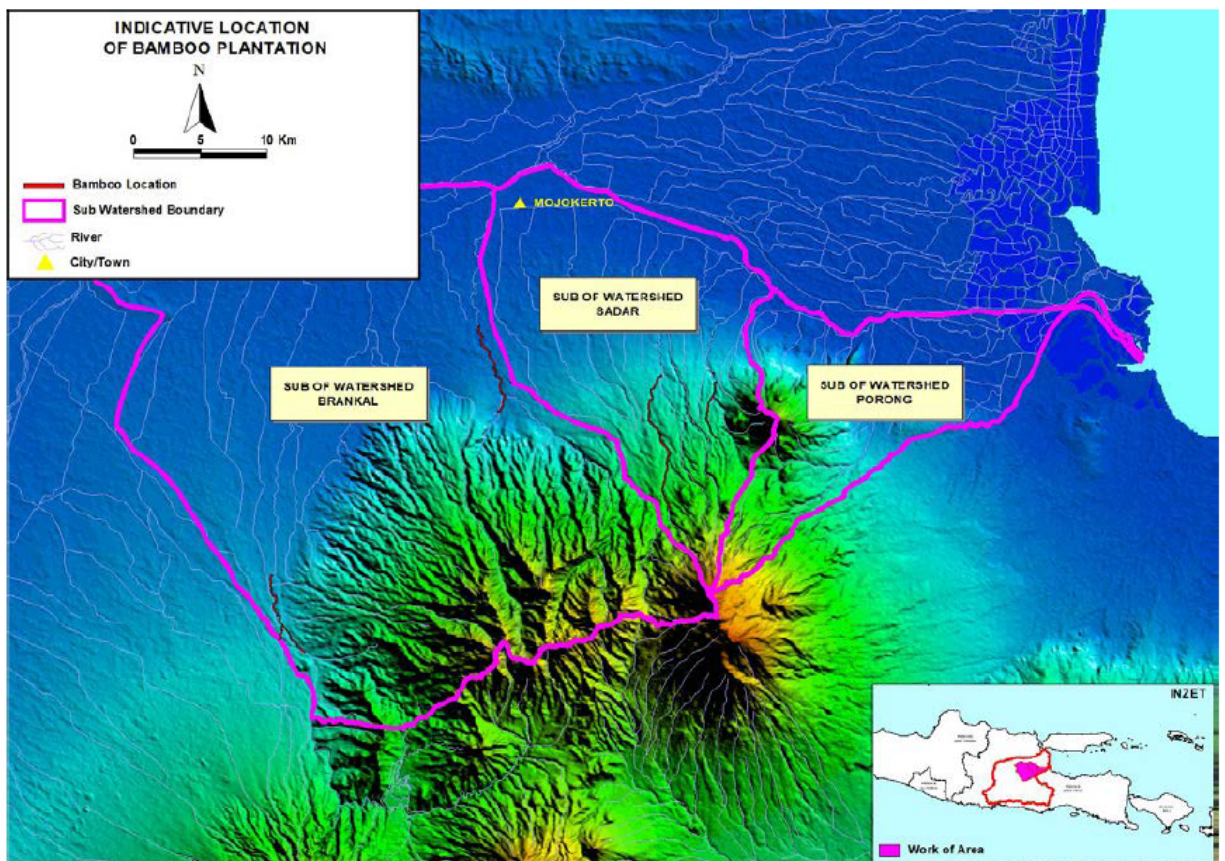 INDICATIVE LOCATION
OF BAMBOO PLANTATION
N
0 5 10 Km
Bamboo Location
Sub Watershed Boundary
River
City/Town
MOJOKERTO
SUB OF WATERSHED
SADAR
SUB OF WATERSHED
BRANKAL
SUB OF WATERSHED
PORONG
INZET
Work of Area